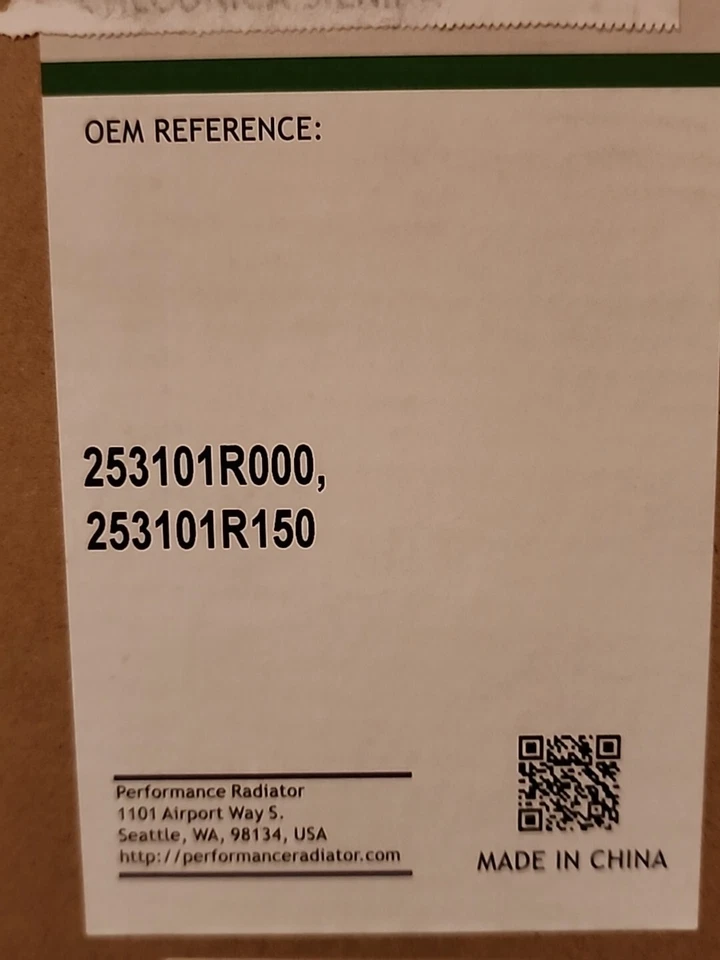 OEM REFERENCE:
253101R000,
253101R150
Performance Radiator
1101 Airport Way S.
Seattle, WA, 98134, USA
http://performanceradiator.com
MADE IN CHINA